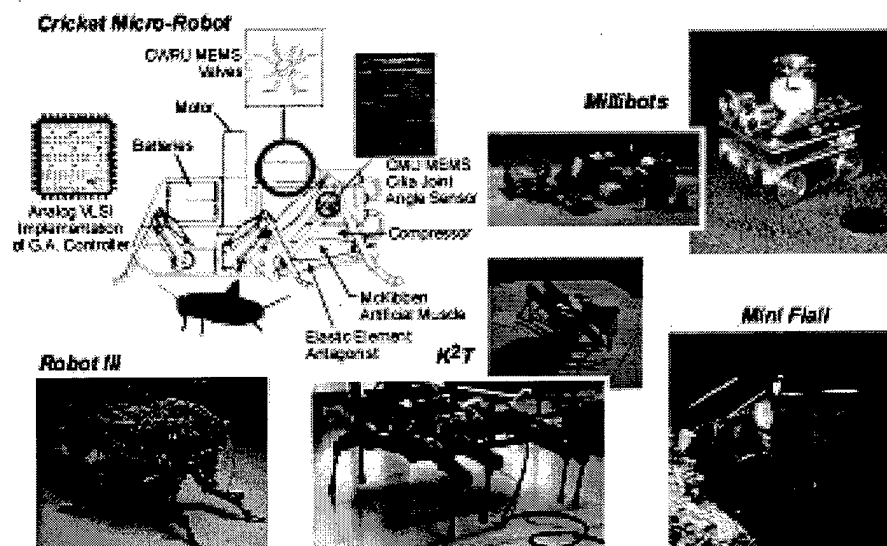 Cricket Micro-Robot
CWRU MEMS
Valves
Motor
Batteries
Millibots
CMU MEMS
Joint
Angle Sensor
Compressor
Analog VLSI
Implementation
of G.A. Controller
McKibben
Artificial Muscle
Elastic Element
Antagonist
Robot III
K²T
Mini Flail